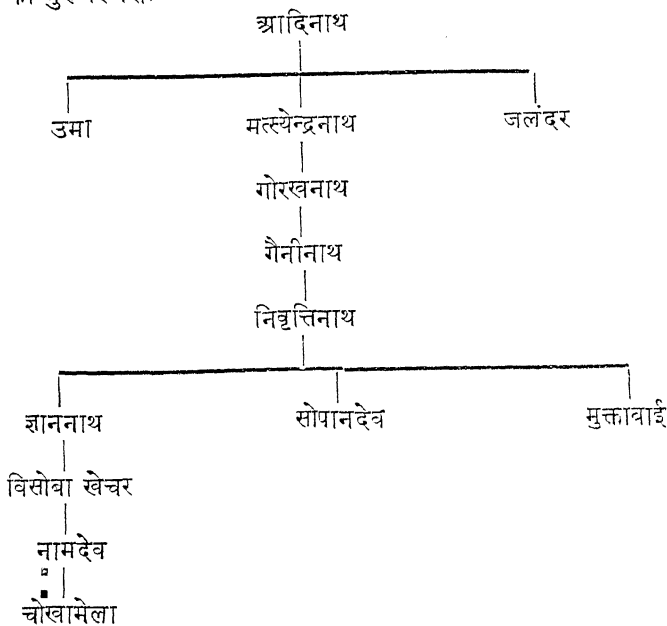 आदिनाथ
उमा मत्स्येन्द्रनाथ जलंदर
गोरखनाथ
गैनीनाथ
निवृत्तिनाथ
ज्ञाननाथ सोपानदेव मुक्तावाई
विसोबा खेचर
नामदेव
चोखामेला